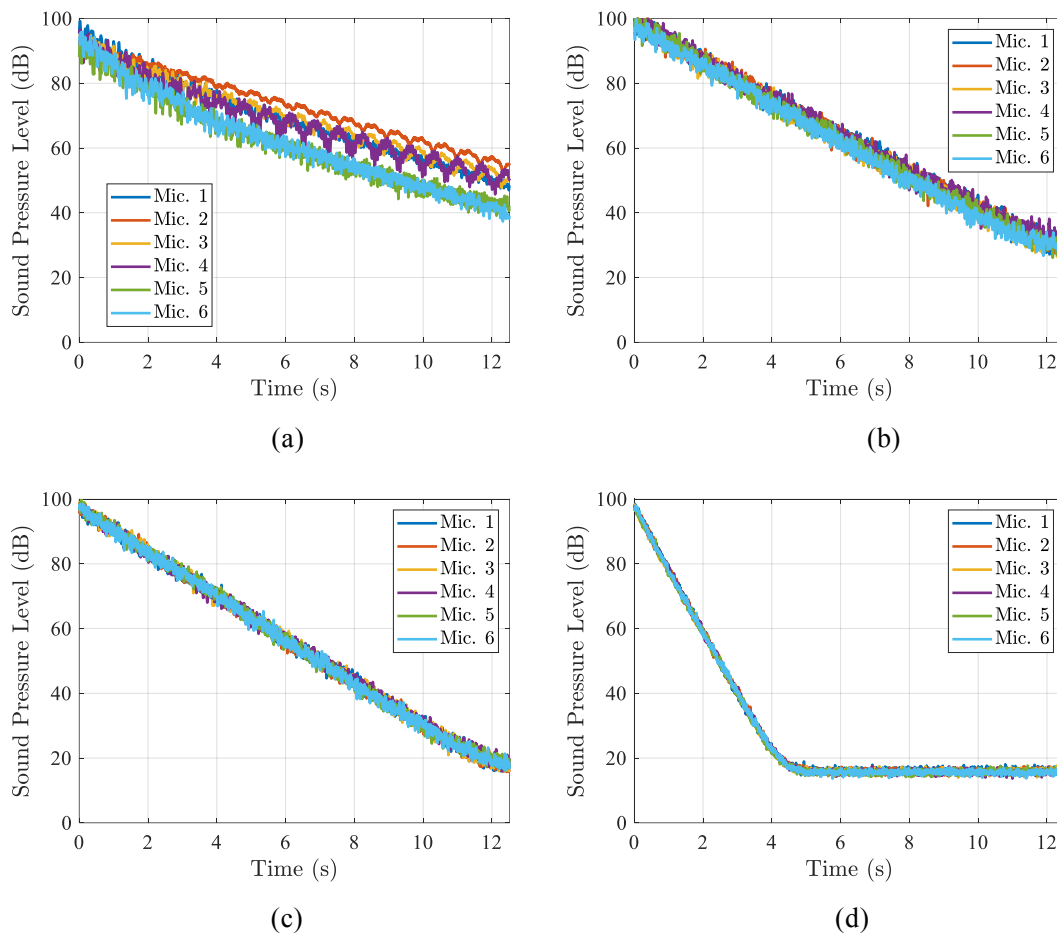 100
80
60
40
20
0
Sound Pressure Level (dB)
Mic. 1
Mic. 2
Mic. 3
Mic. 4
Mic. 5
Mic. 6
0 2 4 6 8 10 12
Time (s)
(a)
100
80
60
40
20
0
Sound Pressure Level (dB)
Mic. 1
Mic. 2
Mic. 3
Mic. 4
Mic. 5
Mic. 6
0 2 4 6 8 10 12
Time (s)
(b)
100
80
60
40
20
0
Sound Pressure Level (dB)
Mic. 1
Mic. 2
Mic. 3
Mic. 4
Mic. 5
Mic. 6
0 2 4 6 8 10 12
Time (s)
(c)
100
80
60
40
20
0
Sound Pressure Level (dB)
Mic. 1
Mic. 2
Mic. 3
Mic. 4
Mic. 5
Mic. 6
0 2 4 6 8 10 12
Time (s)
(d)